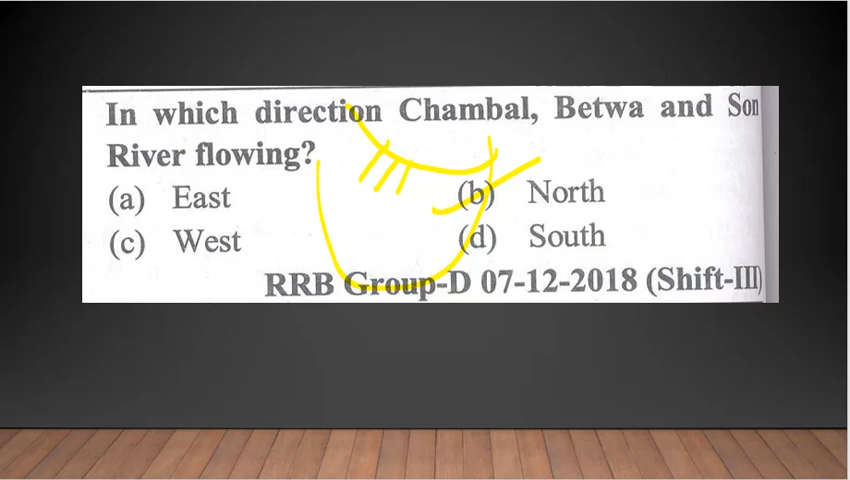 In which direction Chambal, Betwa and Son
River flowing?
(a) East (b) North
(c) West (d) South
RRB Group-D 07-12-2018 (Shift-III)